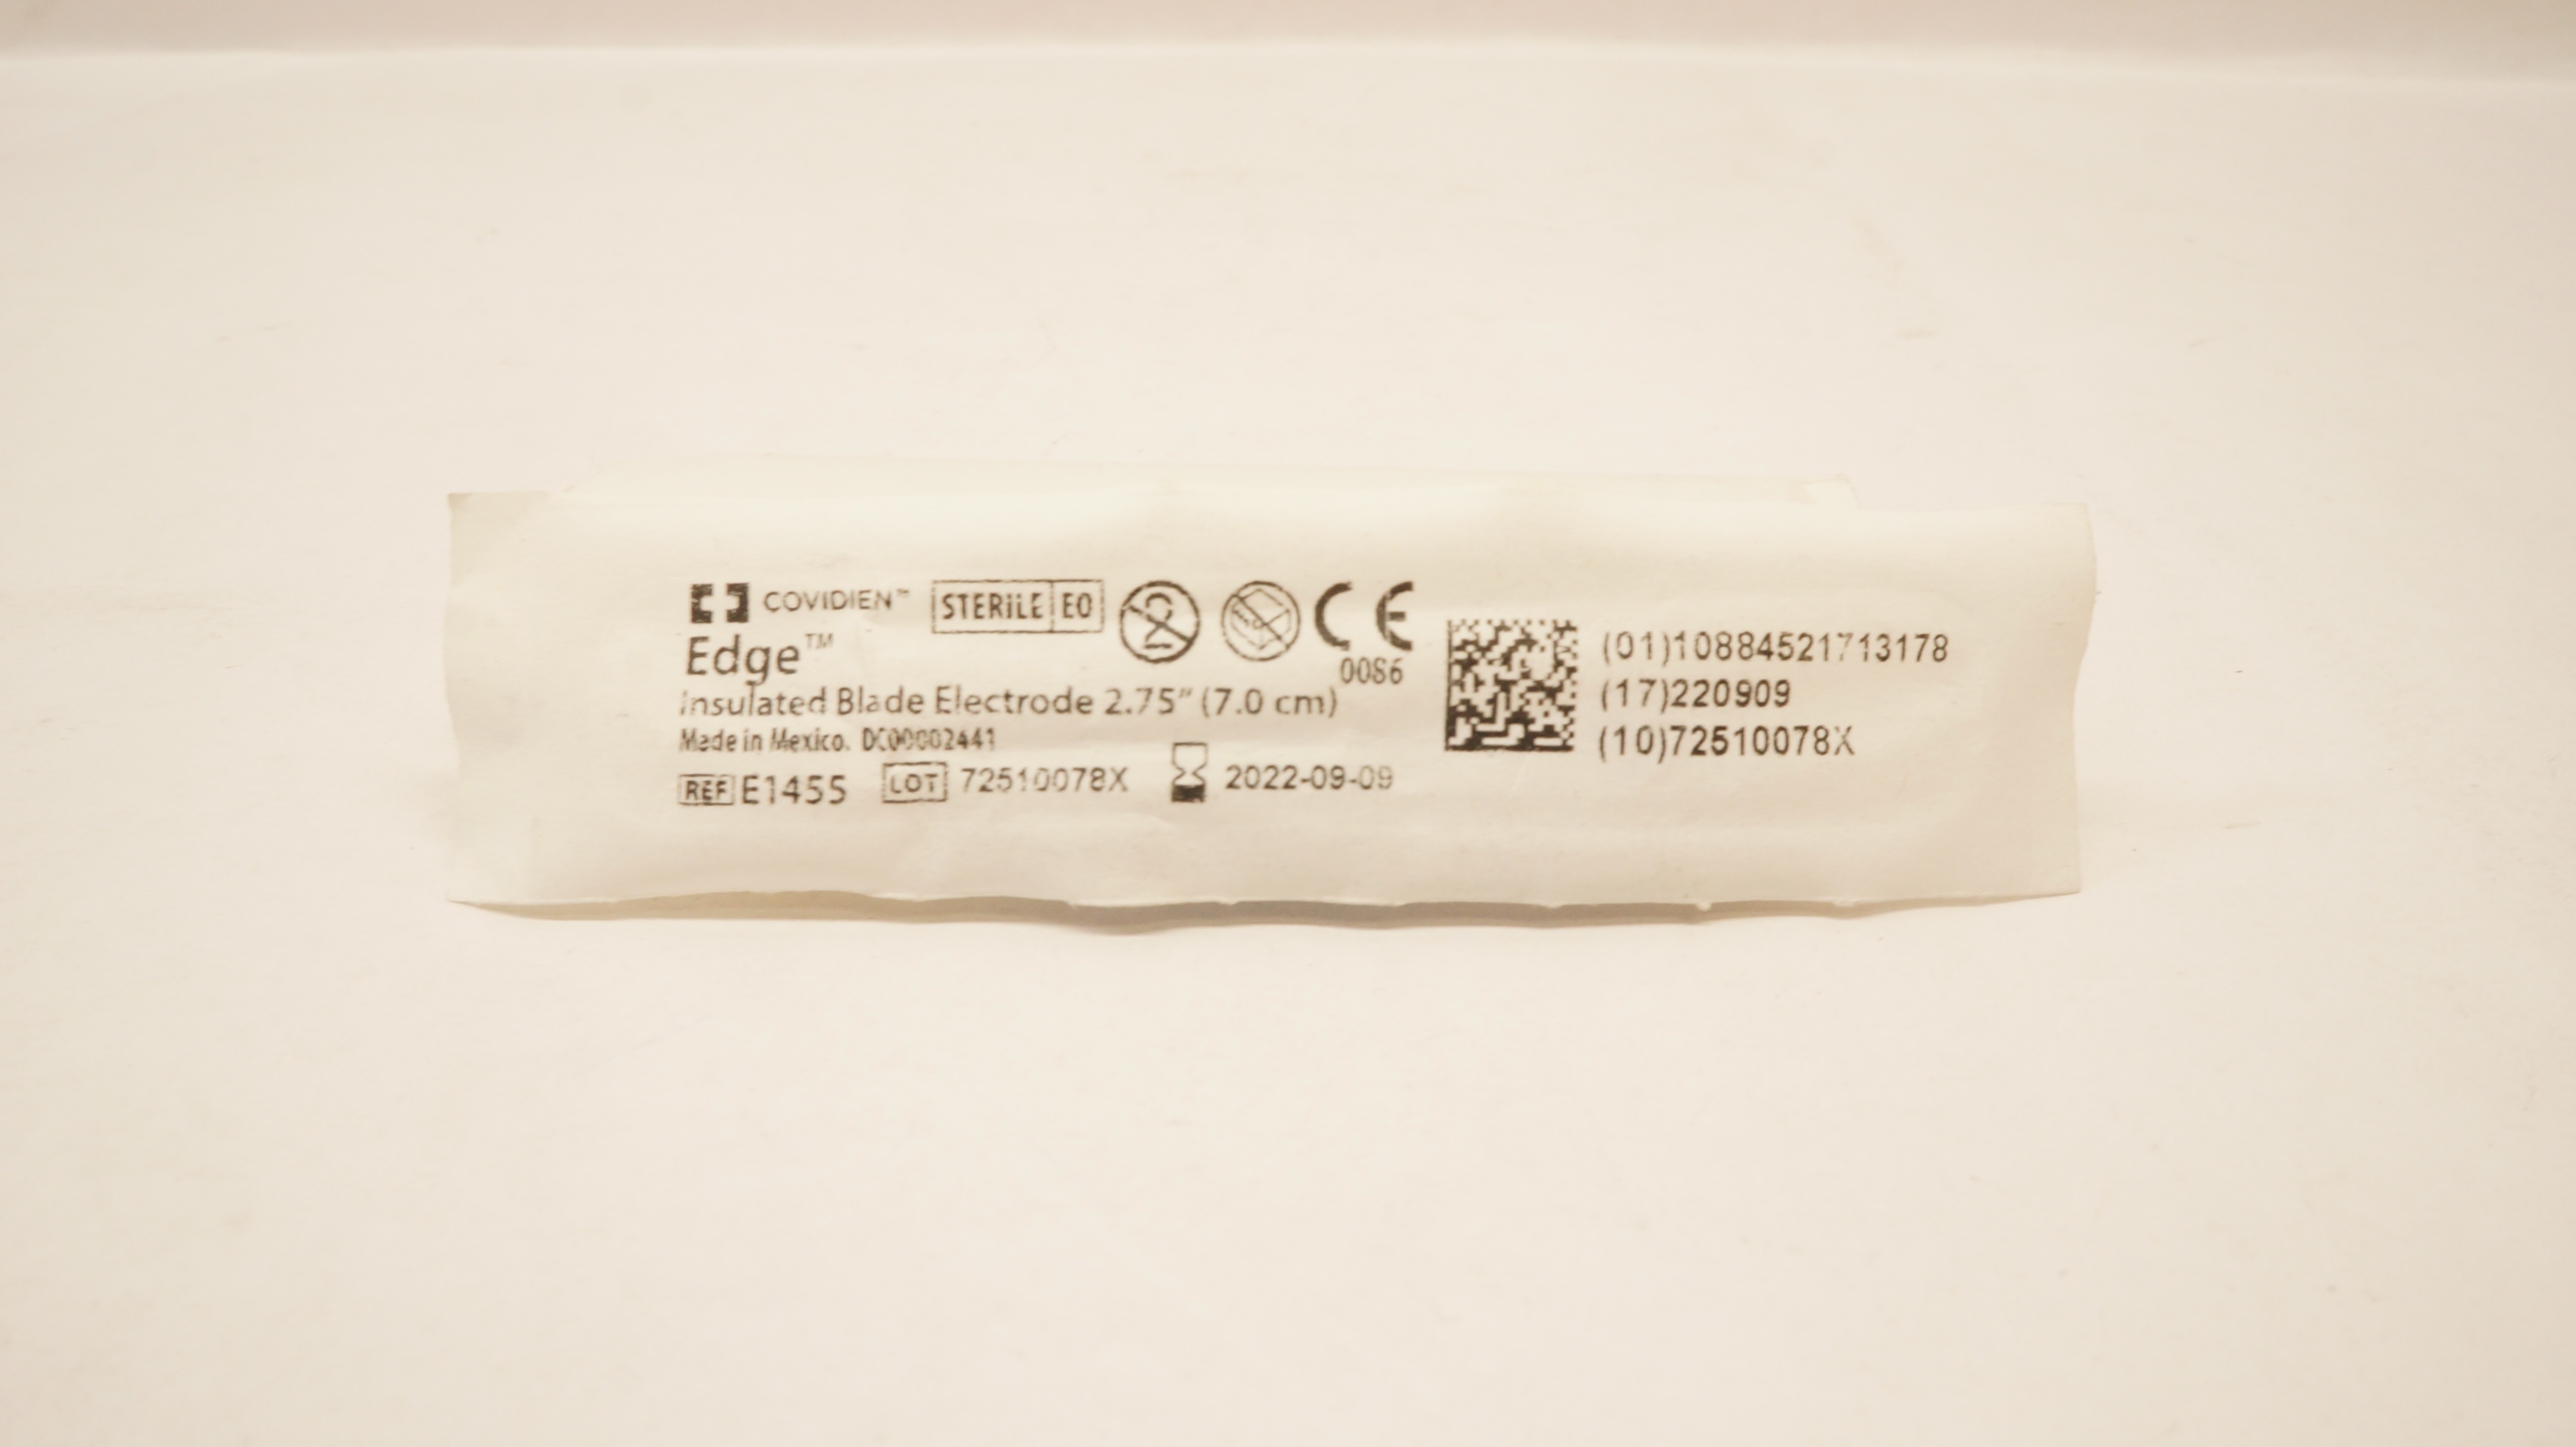 COVIDIEN™ STERILE EO
Edge™
0086
Insulated Blade Electrode 2.75" (7.0 cm)
Made in Mexico. DC00002441
REF E1455 LOT 72510078X 2022-09-09
(01)10884521713178
(17)220909
(10)72510078X